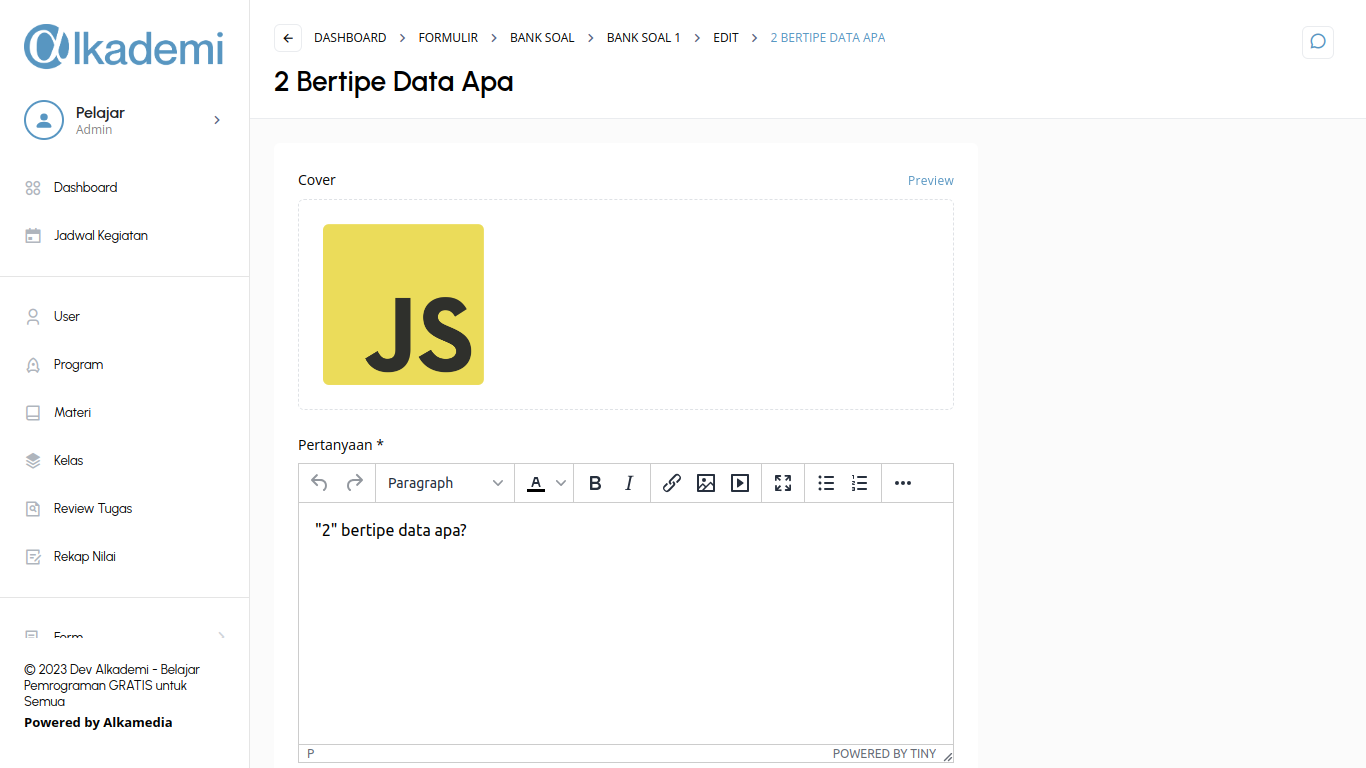 αlkademi
Pelajar
Admin
Dashboard
Jadwal Kegiatan
User
Program
Materi
Kelas
Review Tugas
Rekap Nilai
Form
© 2023 Dev Alkademi - Belajar
Pemrograman GRATIS untuk
Semua
Powered by Alkamedia
DASHBOARD > FORMULIR > BANK SOAL > BANK SOAL 1 > EDIT > 2 BERTIPE DATA APA
2 Bertipe Data Apa
Cover Preview
JS
Pertanyaan *
Paragraph A B I
"2" bertipe data apa?
P POWERED BY TINY